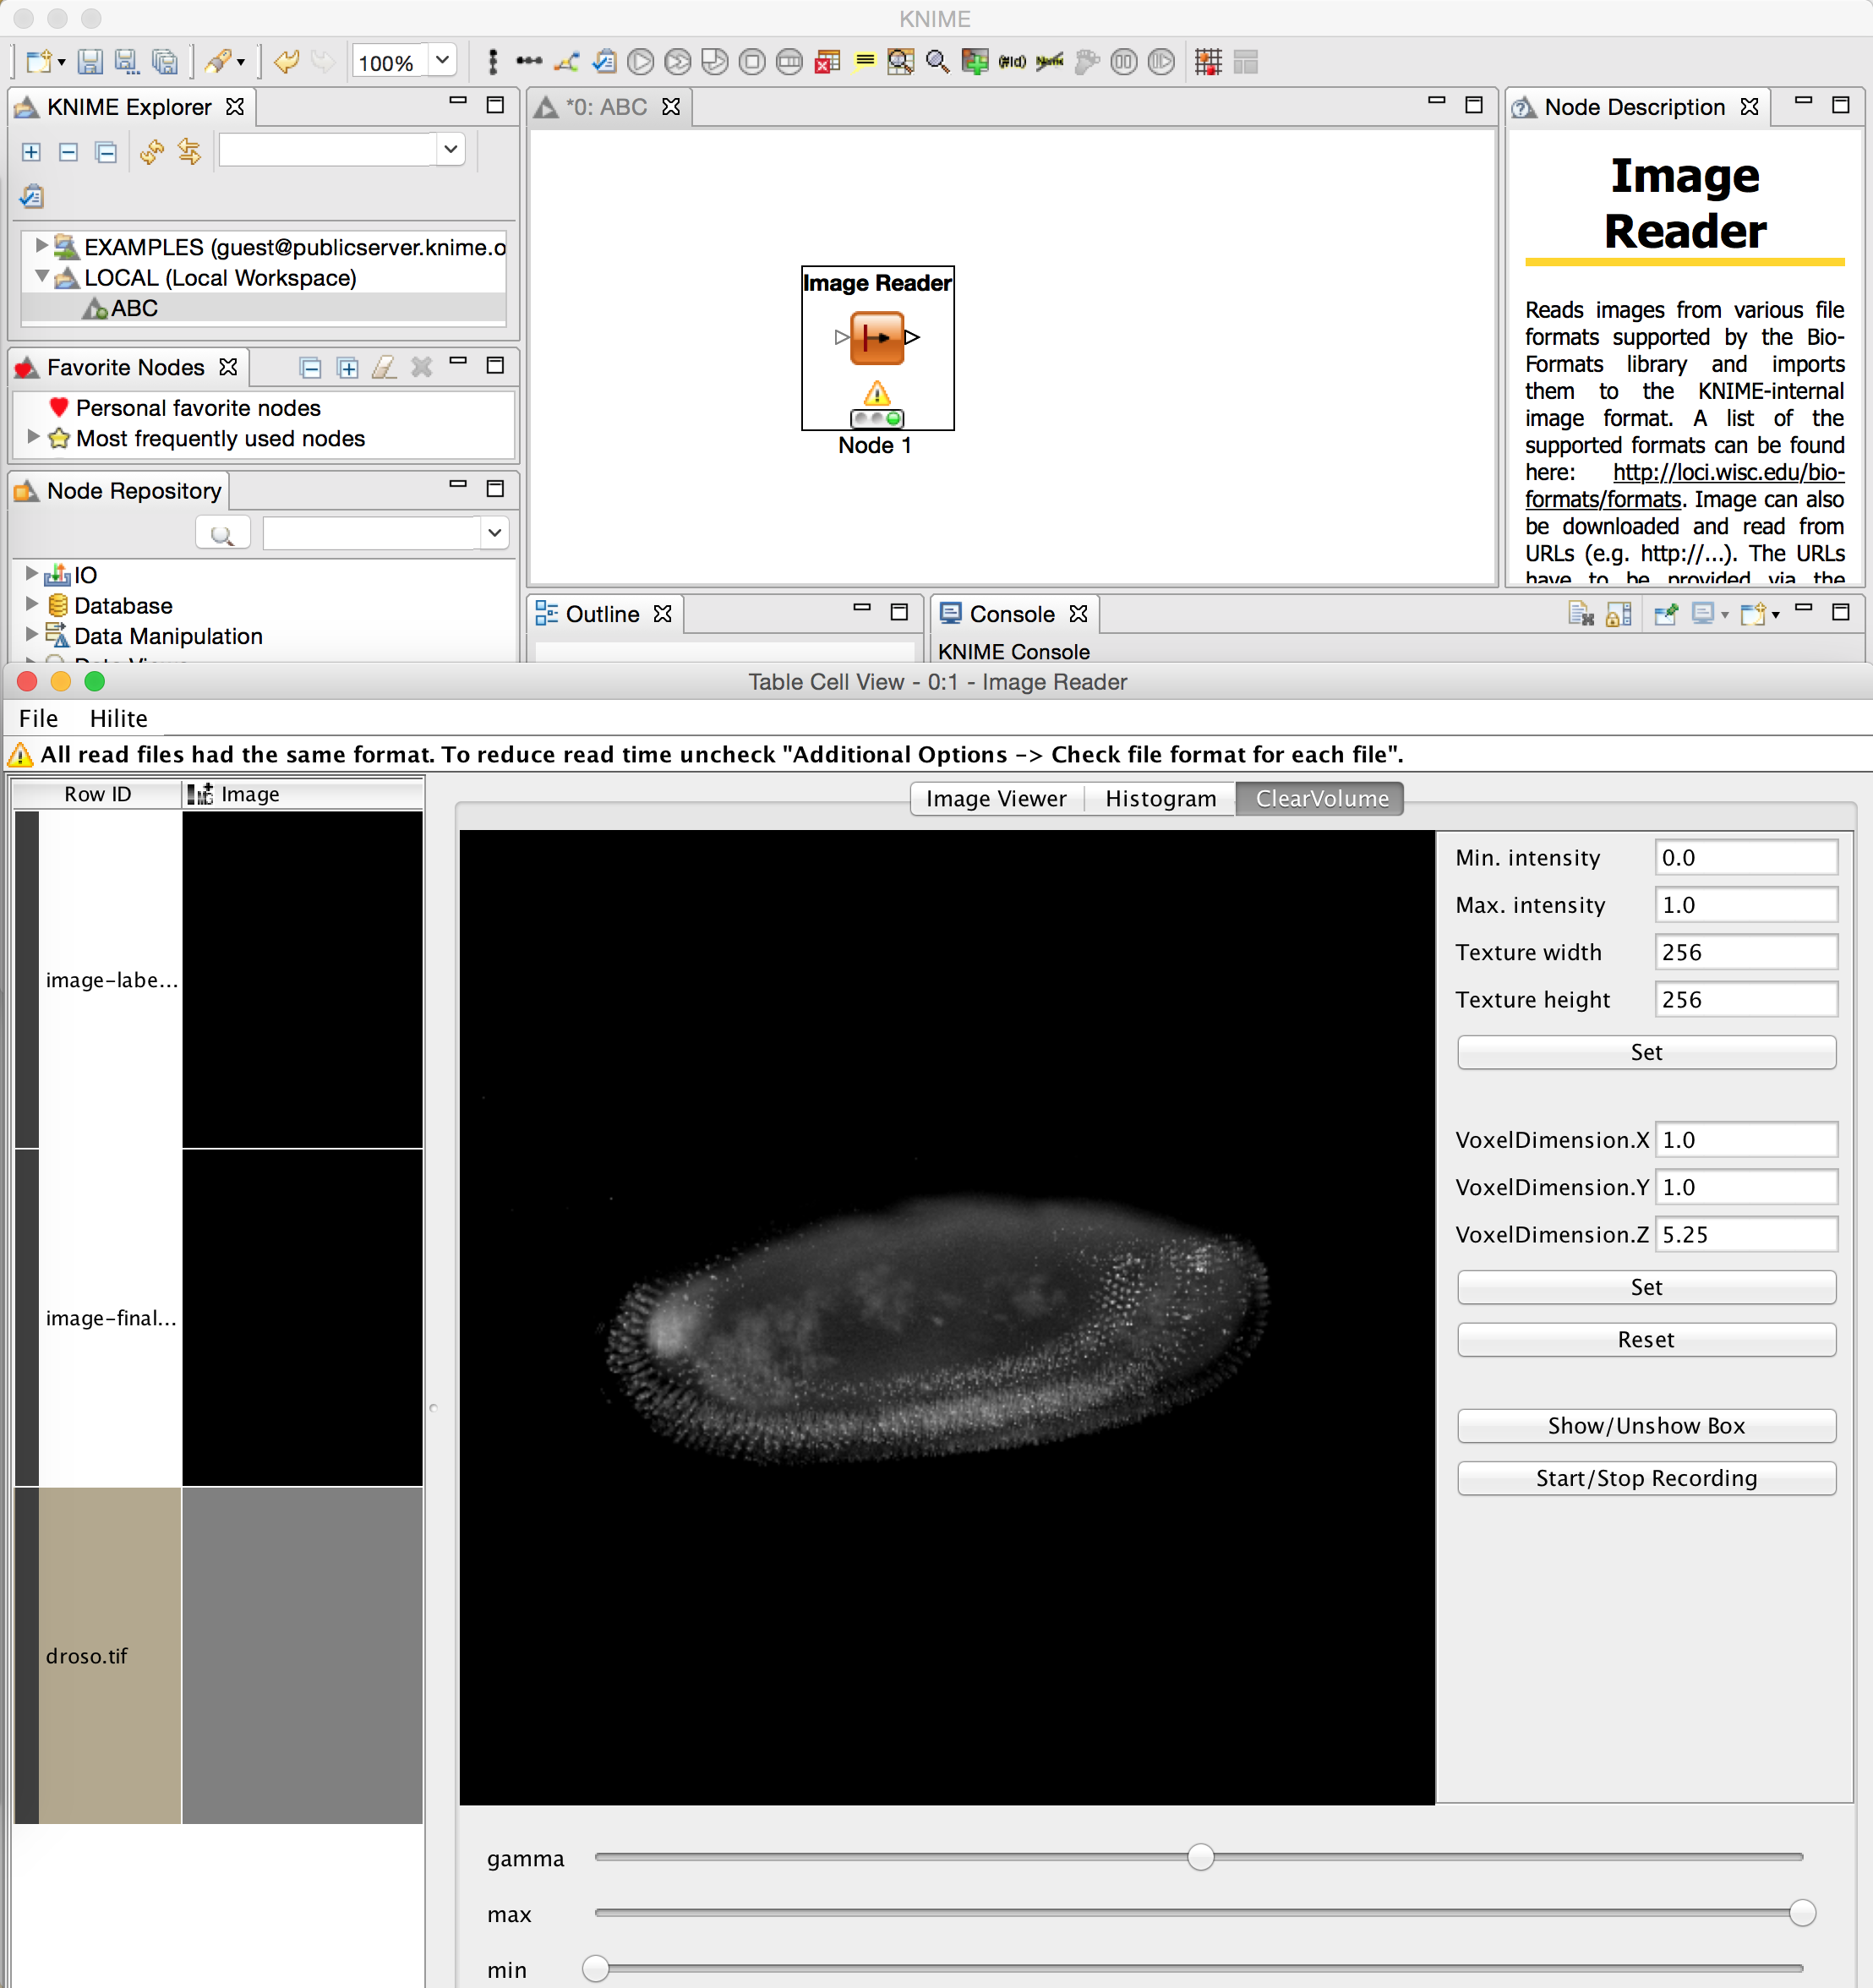 KNIME
100%
(#Id)
KNIME Explorer
EXAMPLES (guest@publicserver.knime.o
LOCAL (Local Workspace)
ABC
Favorite Nodes
Personal favorite nodes
Most frequently used nodes
Node Repository
IO
Database
Data Manipulation
*0: ABC
Image Reader
Node 1
Node Description
Image
Reader
Reads images from various file
formats supported by the Bio-
Formats library and imports
them to the KNIME-internal
image format. A list of the
supported formats can be found
here: http://loci.wisc.edu/bio-
formats/formats. Image can also
be downloaded and read from
URLs (e.g. http://...). The URLs
have to be provided via the
Outline
Console
KNIME Console
Table Cell View - 0:1 - Image Reader
File Hilite
All read files had the same format. To reduce read time uncheck "Additional Options -> Check file format for each file".
Row ID Image
image-labe...
image-final...
droso.tif
Image Viewer Histogram ClearVolume
Min. intensity 0.0
Max. intensity 1.0
Texture width 256
Texture height 256
Set
VoxelDimension.X 1.0
VoxelDimension.Y 1.0
VoxelDimension.Z 5.25
Set
Reset
Show/Unshow Box
Start/Stop Recording
gamma
max
min